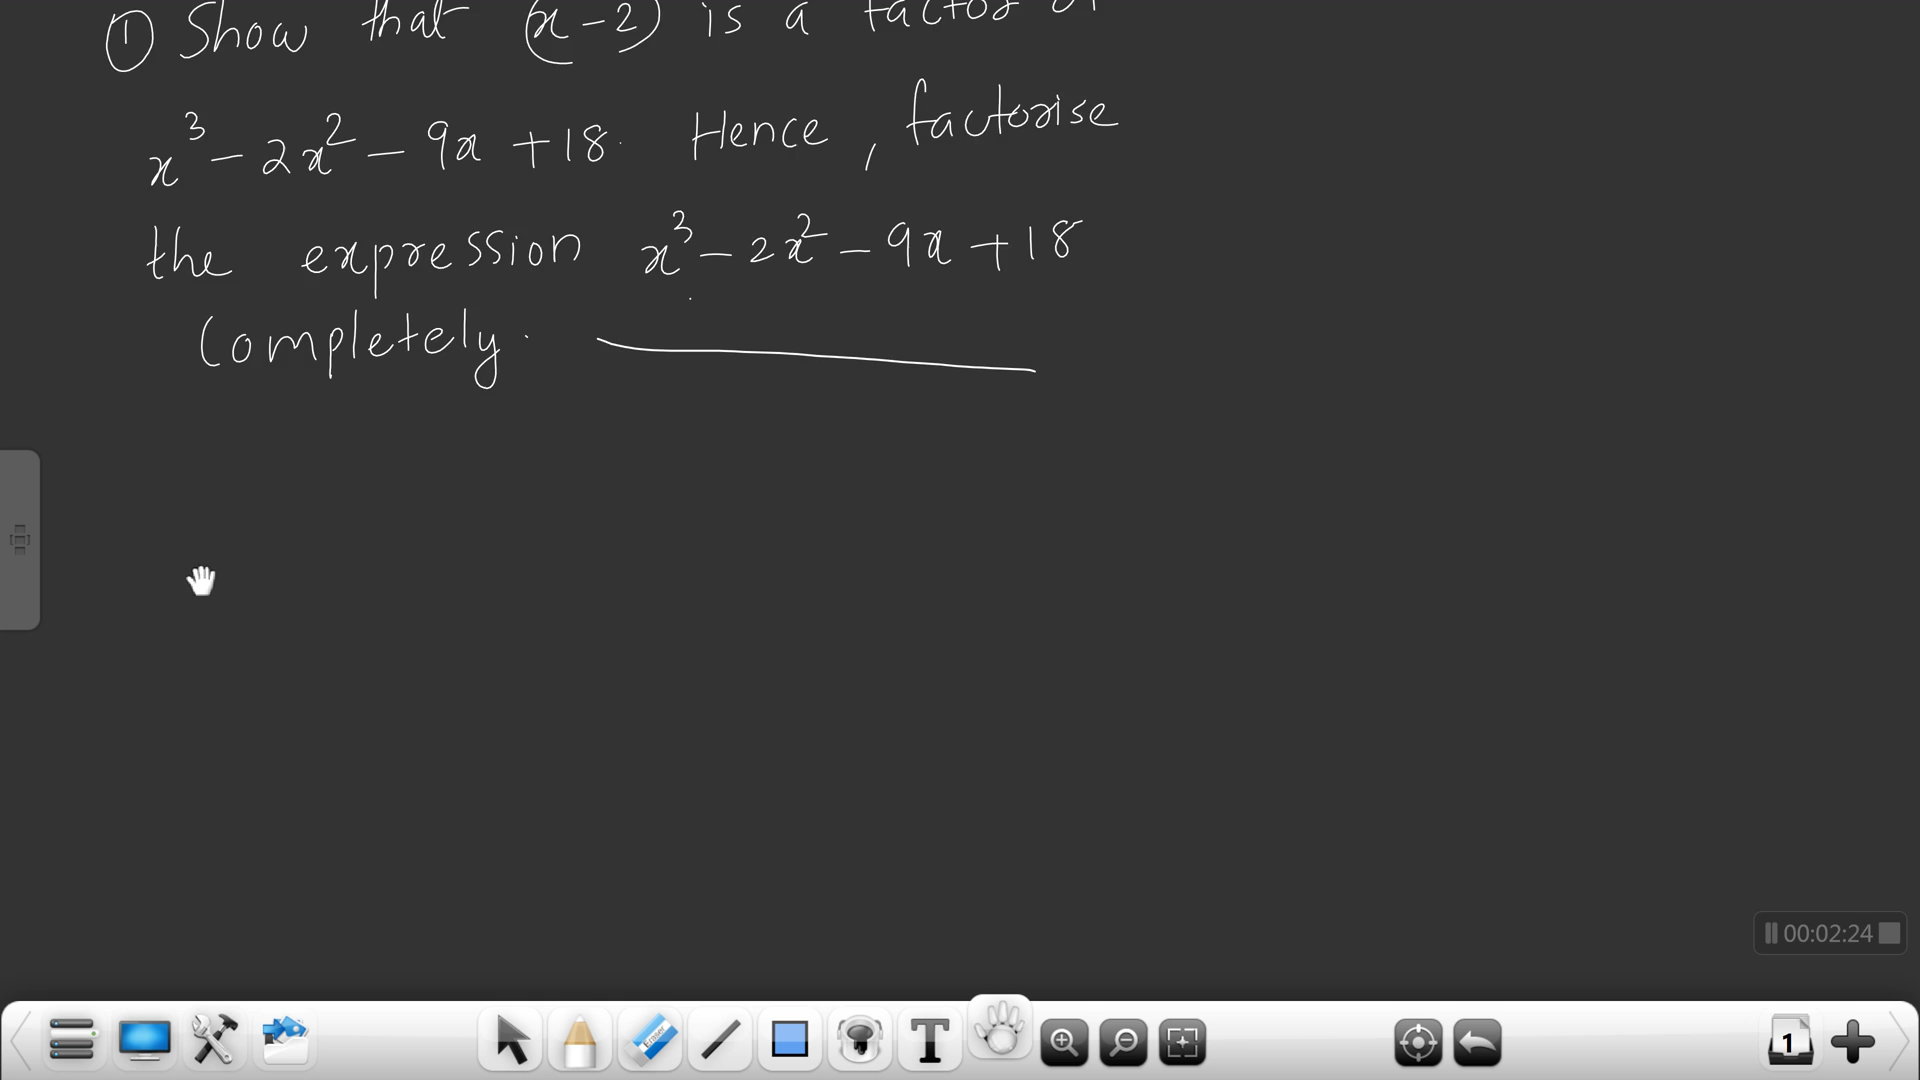 ① Show that (x-2) is a factor of
x³ - 2x² - 9x + 18. Hence, factorise
the expression x³ - 2x² - 9x + 18
Completely.
00:02:24
Eraser
T
1